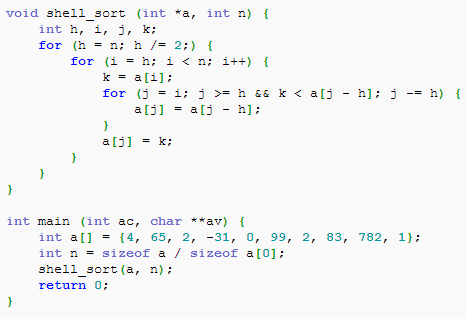 void shell_sort (int *a, int n) {
    int h, i, j, k;
    for (h = n; h /= 2;) {
        for (i = h; i < n; i++) {
            k = a[i];
            for (j = i; j >= h && k < a[j - h]; j -= h) {
                a[j] = a[j - h];
            }
            a[j] = k;
        }
    }
}

int main (int ac, char **av) {
    int a[] = {4, 65, 2, -31, 0, 99, 2, 83, 782, 1};
    int n = sizeof a / sizeof a[0];
    shell_sort(a, n);
    return 0;
}